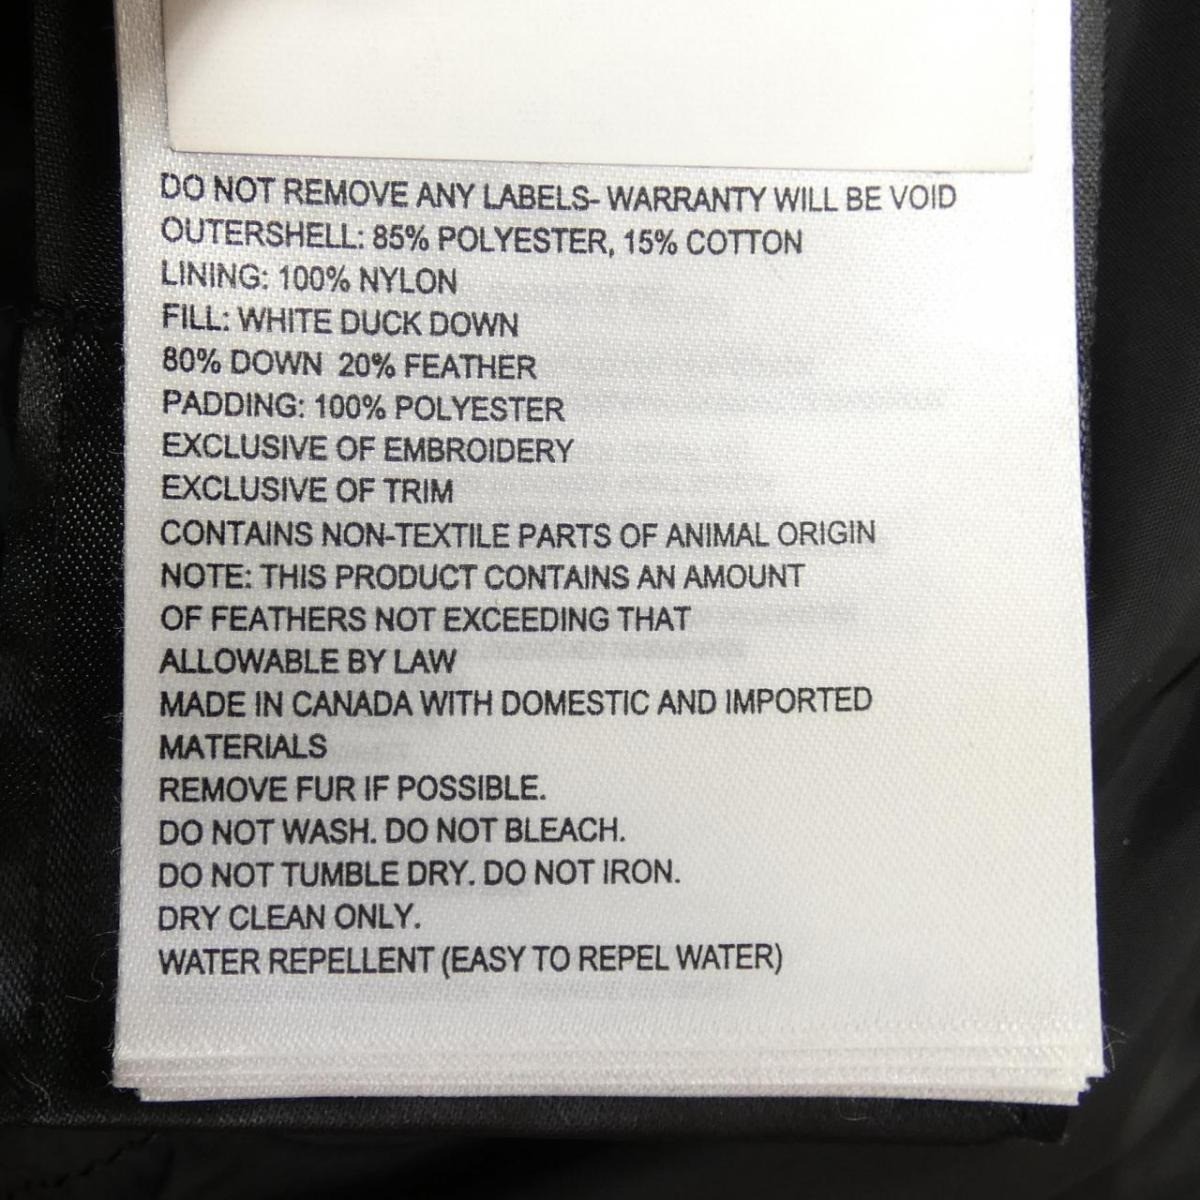 DO NOT REMOVE ANY LABELS- WARRANTY WILL BE VOID
OUTERSHELL: 85% POLYESTER, 15% COTTON
LINING: 100% NYLON
FILL: WHITE DUCK DOWN
80% DOWN 20% FEATHER
PADDING: 100% POLYESTER
EXCLUSIVE OF EMBROIDERY
EXCLUSIVE OF TRIM
CONTAINS NON-TEXTILE PARTS OF ANIMAL ORIGIN
NOTE: THIS PRODUCT CONTAINS AN AMOUNT
OF FEATHERS NOT EXCEEDING THAT
ALLOWABLE BY LAW
MADE IN CANADA WITH DOMESTIC AND IMPORTED
MATERIALS
REMOVE FUR IF POSSIBLE.
DO NOT WASH. DO NOT BLEACH.
DO NOT TUMBLE DRY. DO NOT IRON.
DRY CLEAN ONLY.
WATER REPELLENT (EASY TO REPEL WATER)